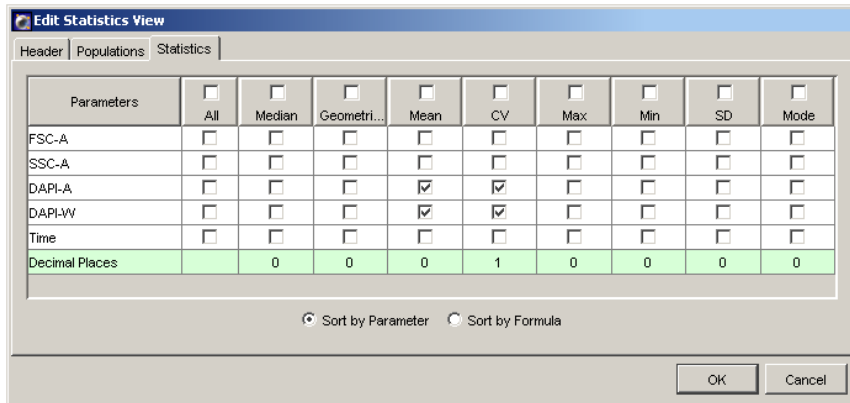 Edit Statistics View
Header Populations Statistics
Parameters All Median Geometri... Mean CV Max Min SD Mode
FSC-A
SSC-A
DAPI-A
DAPI-W
Time
Decimal Places 0 0 0 1 0 0 0 0
Sort by Parameter Sort by Formula
OK Cancel